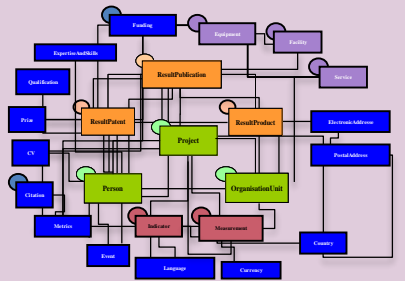 Funding
Equipment
Facility
ExpertiseAndSkills
ResultPublication
Service
Qualification
Prize
ResultPatent
ResultProduct
ElectronicAddress
Project
CV
PostalAddress
Citation
Person
OrganisationUnit
Metrics
Indicator
Measurement
Country
Event
Language
Currency